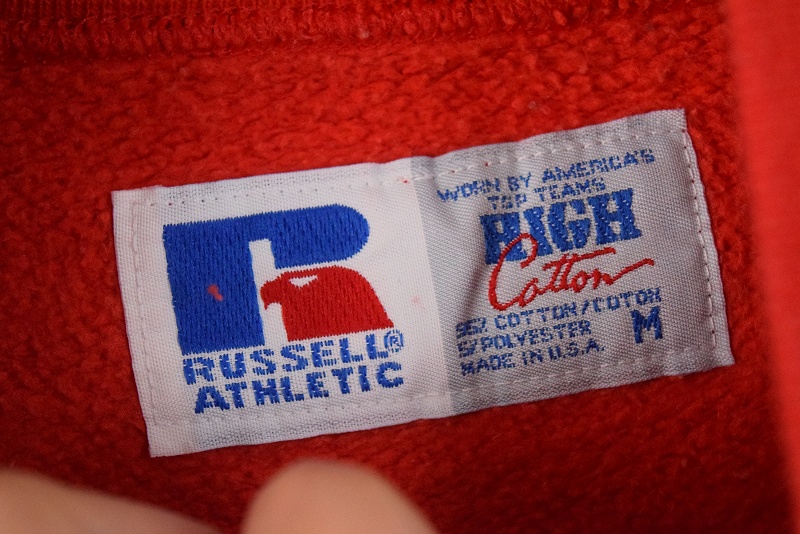 RUSSELL®
ATHLETIC
WORN BY AMERICA'S
TOP TEAMS
HIGH
Cotton
95% COTTON/COTON
5% POLYESTER
MADE IN U.S.A.
M